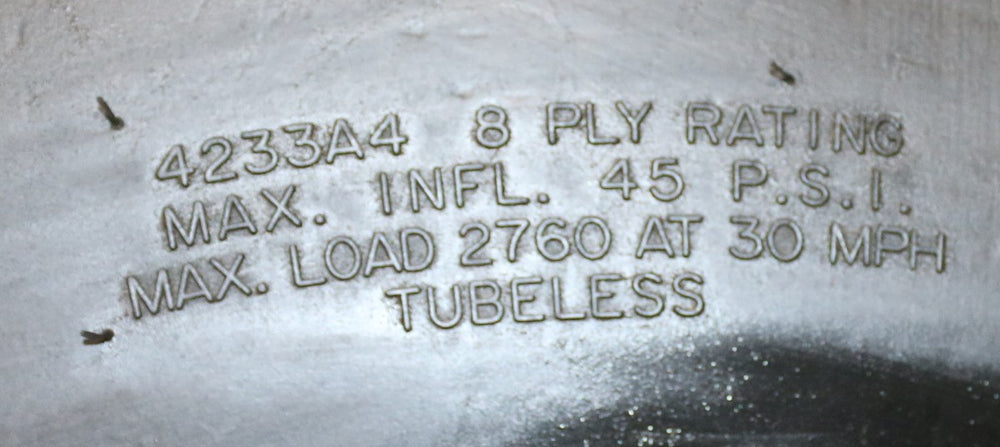 4233A4 8 PLY RATING
MAX. INFL. 45 P.S.I.
MAX. LOAD 2760 AT 30 MPH
TUBELESS